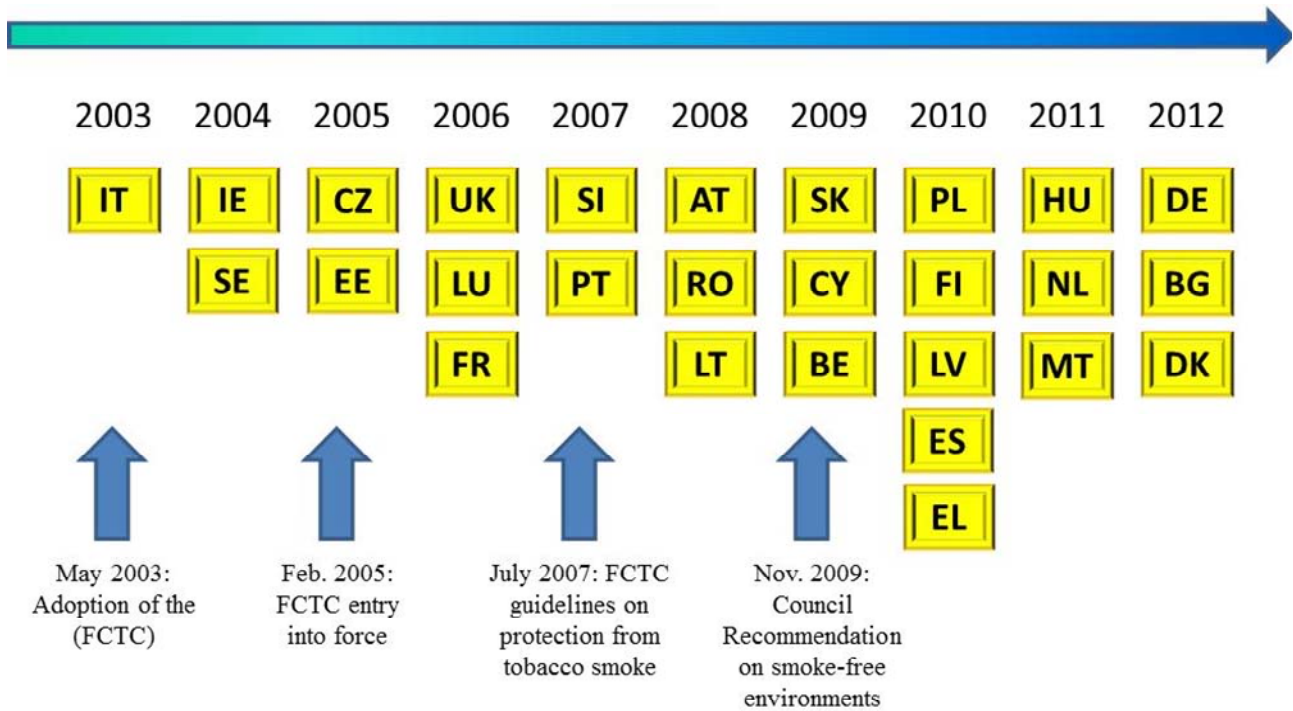 2003 2004 2005 2006 2007 2008 2009 2010 2011 2012
IT IE CZ UK SI AT SK PL HU DE
SE EE LU PT RO CY FI NL BG
FR LT BE LV MT DK
ES
EL
May 2003:
Adoption of the
(FCTC)
Feb. 2005:
FCTC entry
into force
July 2007: FCTC
guidelines on
protection from
tobacco smoke
Nov. 2009:
Council
Recommendation
on smoke-free
environments